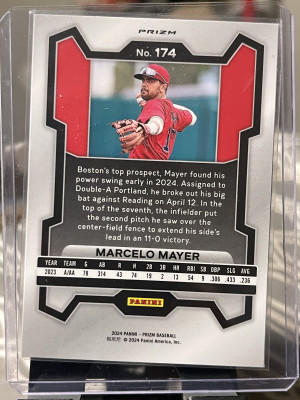 PRIZM
No. 174
Boston's top prospect, Mayer found his
power swing early in 2024. Assigned to
Double-A Portland, he broke out his big
bat against Reading on April 12. In the
top of the seventh, the infielder put
the second pitch he saw over the
center-field fence to extend his side's
lead in an 11-0 victory.
MARCELO MAYER
YEAR TEAM G AB R H 2B 3B HR RBI SB SLG AVG
2023 A/AA 78 314 43 74 19 2 13 54 9 .433 .236
PANINI
2024 PANINI – PRIZM BASEBALL
© 2024 Panini America, Inc.